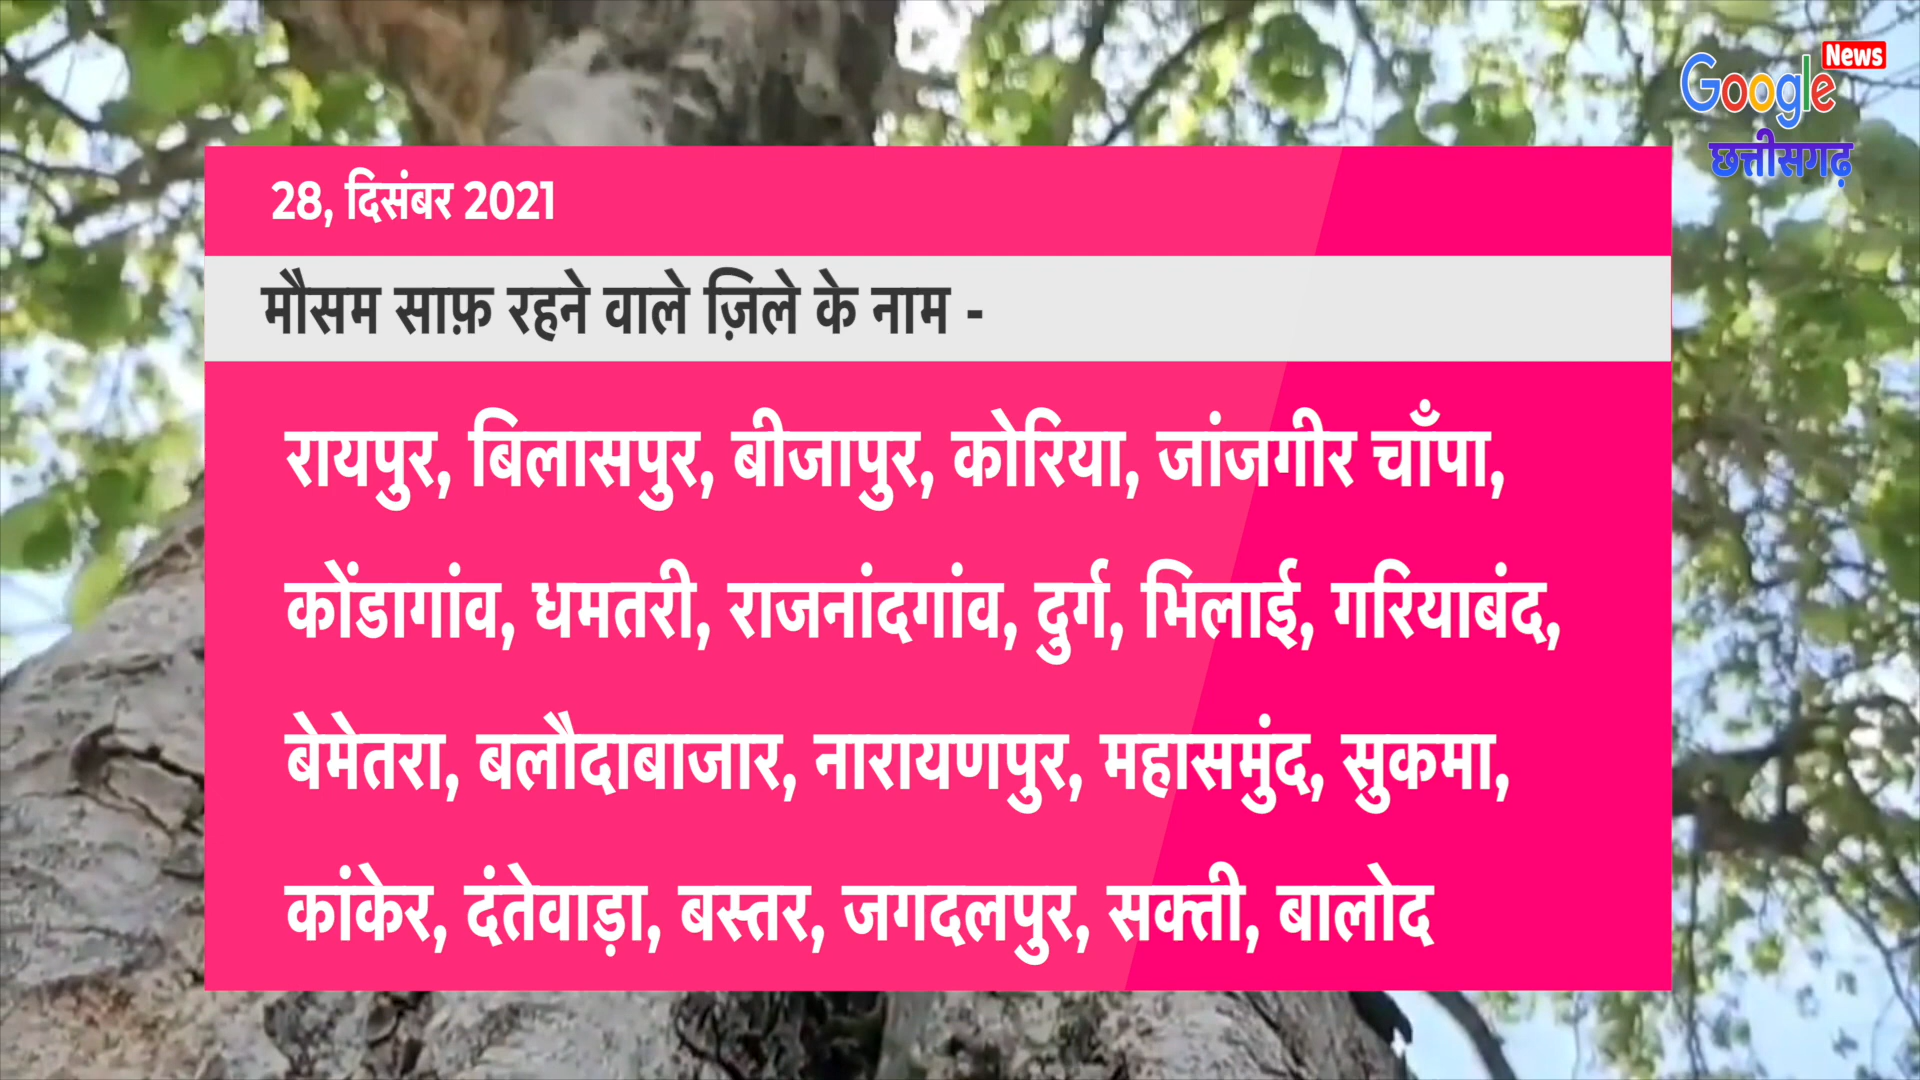 Google News
छत्तीसगढ़
28, दिसंबर 2021
मौसम साफ़ रहने वाले ज़िले के नाम -
रायपुर, बिलासपुर, बीजापुर, कोरिया, जांजगीर चाँपा,
कोंडागांव, धमतरी, राजनांदगांव, दुर्ग, भिलाई, गरियाबंद,
बेमेतरा, बलौदाबाजार, नारायणपुर, महासमुंद, सुकमा,
कांकेर, दंतेवाड़ा, बस्तर, जगदलपुर, सक्ती, बालोद